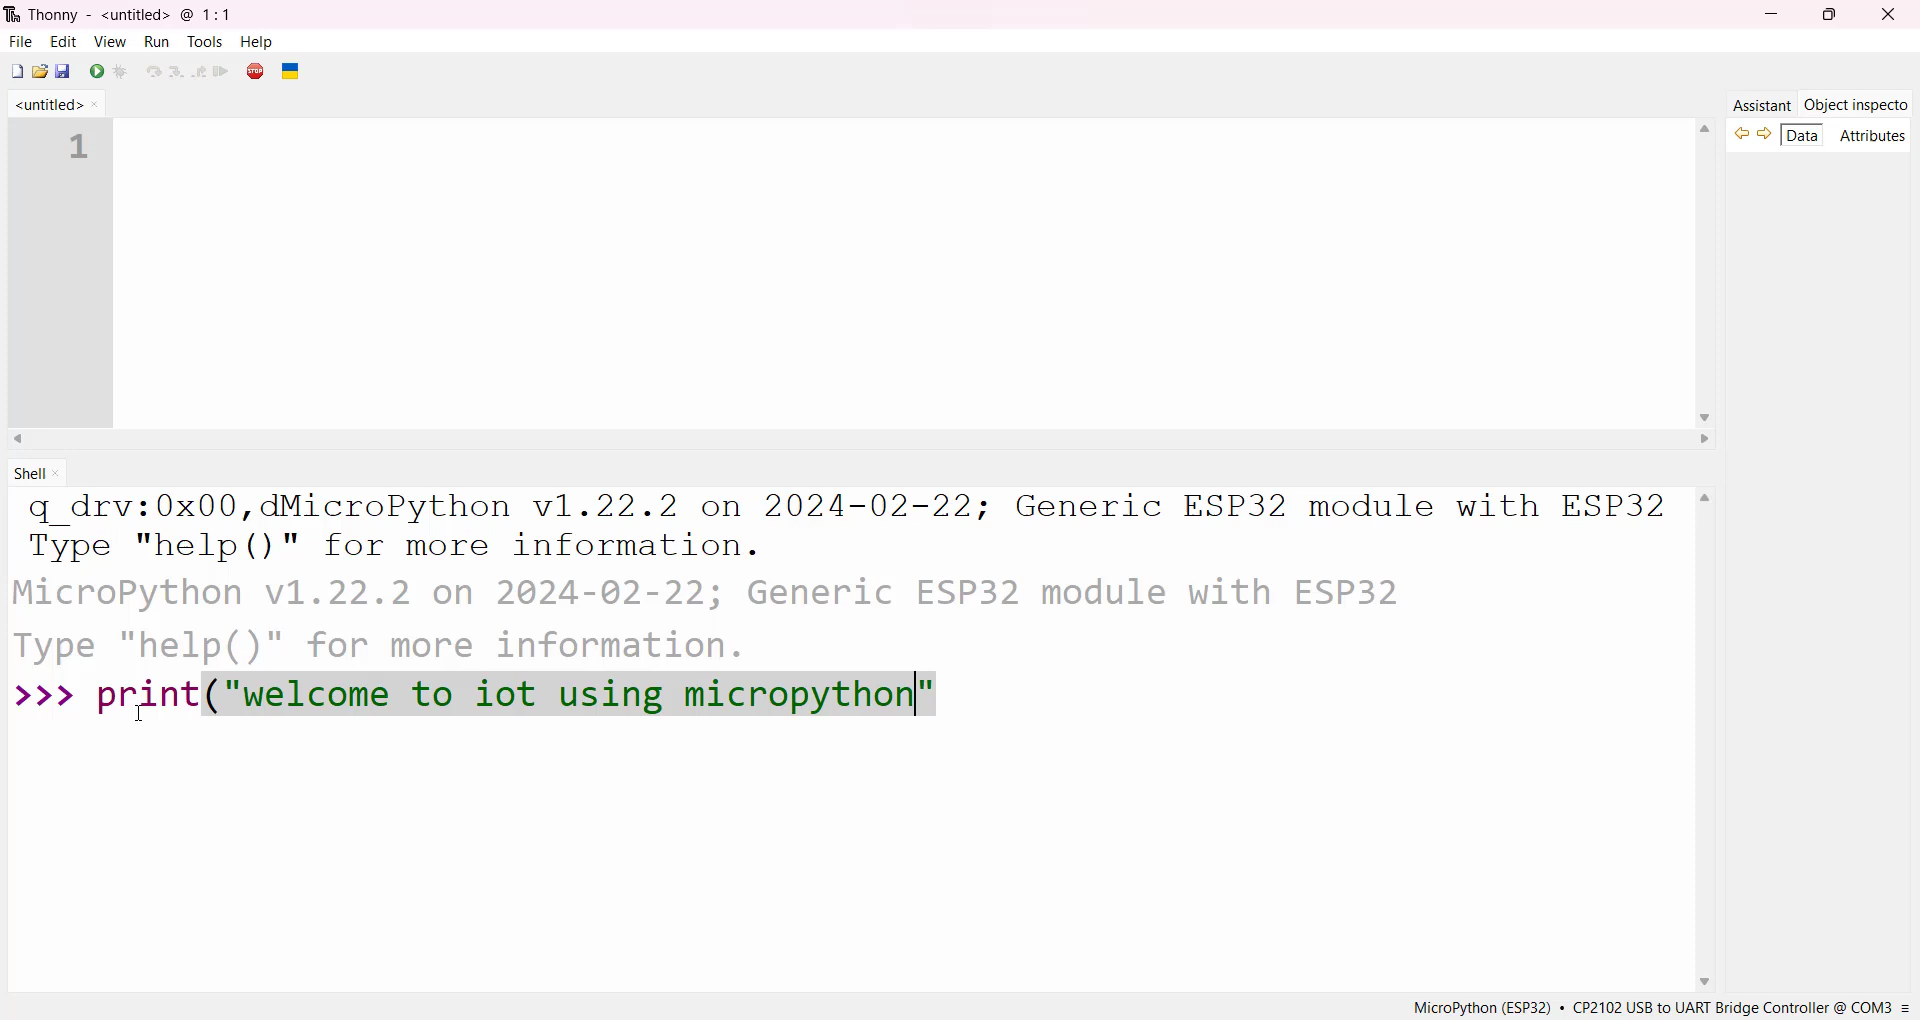 Thonny - <untitled> @ 1:1
File Edit View Run Tools Help
STOP
<untitled> ×
Assistant Object inspecto
1
Data Attributes
Shell ×
q_drv:0x00,dMicroPython v1.22.2 on 2024-02-22; Generic ESP32 module with ESP32
Type "help()" for more information.
MicroPython v1.22.2 on 2024-02-22; Generic ESP32 module with ESP32
Type "help()" for more information.
>>> print("welcome to iot using micropython"
MicroPython (ESP32) • CP2102 USB to UART Bridge Controller @ COM3 ≡